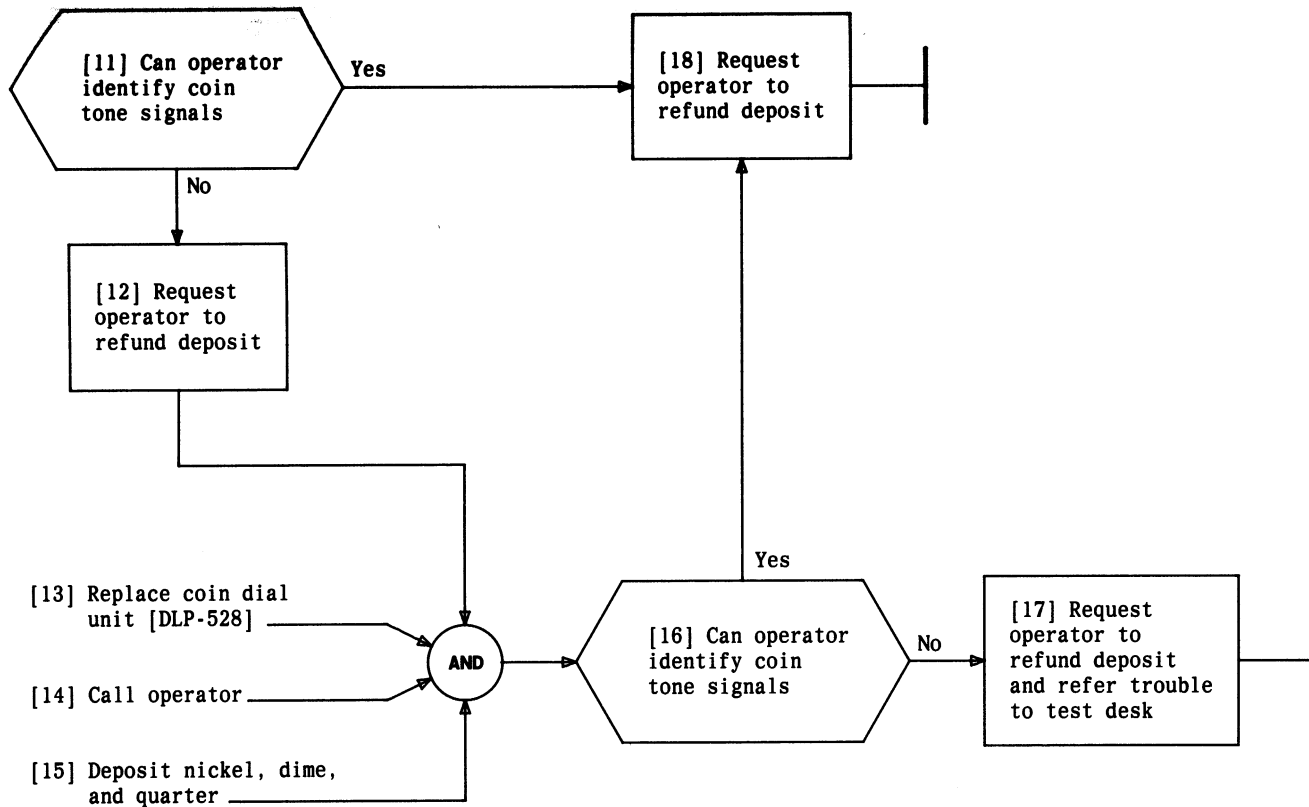 [11] Can operator
identify coin
tone signals
Yes
No
[18] Request
operator to
refund deposit
[12] Request
operator to
refund deposit
[13] Replace coin dial
unit [DLP-528]
[14] Call operator
[15] Deposit nickel, dime,
and quarter
AND
[16] Can operator
identify coin
tone signals
Yes
No
[17] Request
operator to
refund deposit
and refer trouble
to test desk